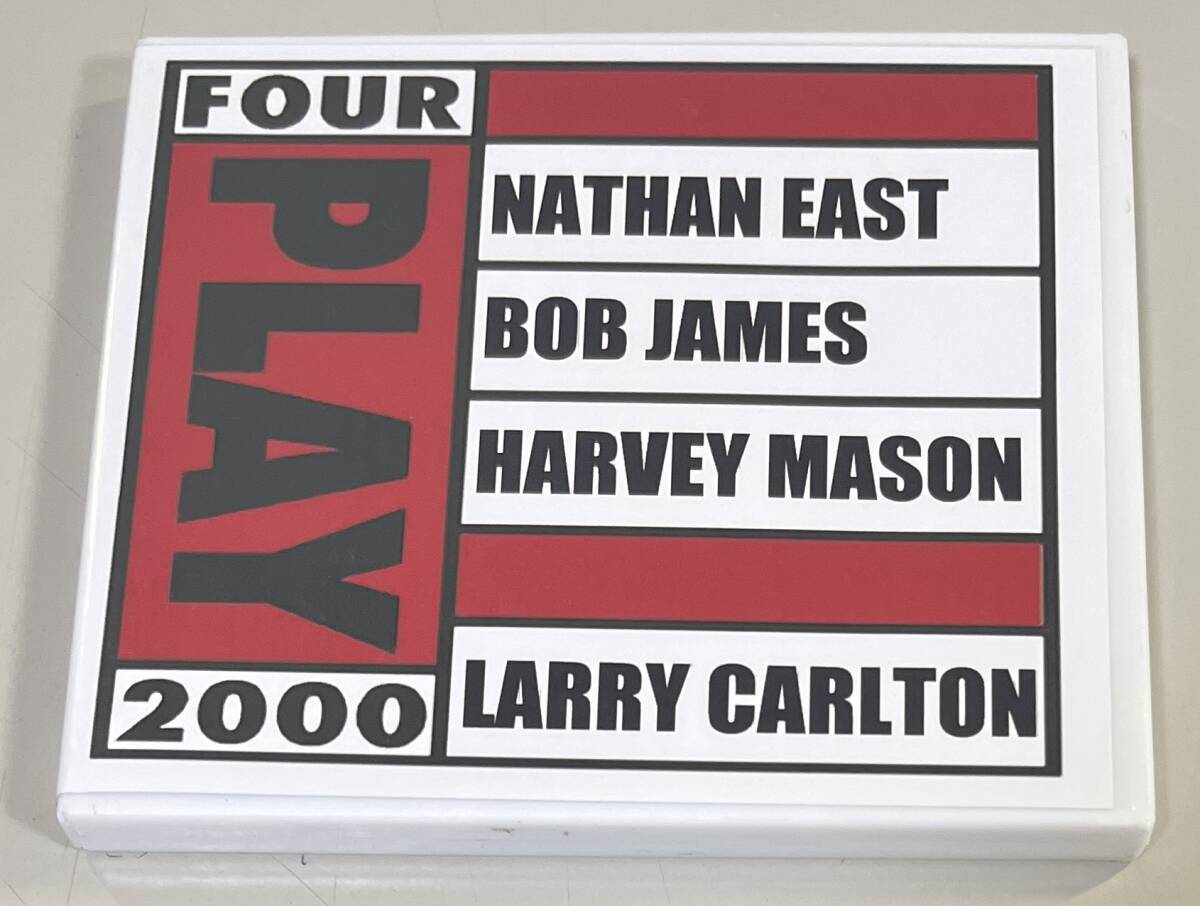 FOUR
PLAY
2000
NATHAN EAST
BOB JAMES
HARVEY MASON
LARRY CARLTON